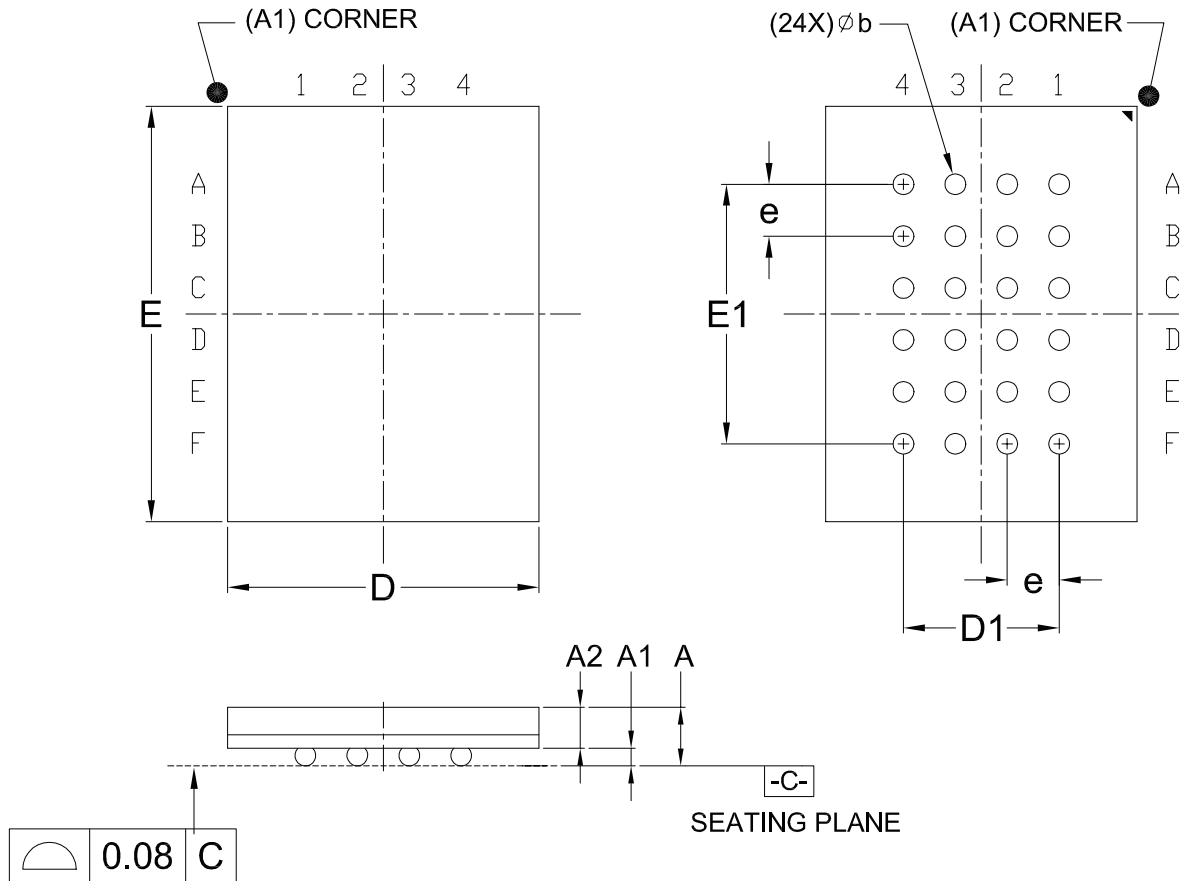 (A1) CORNER
1 2 3 4
A
B
C
D
E
F
E
D
(24X)⌀b
(A1) CORNER
4 3 2 1
A
B
C
D
E
F
e
E1
e
D1
A2 A1 A
-C-
SEATING PLANE
⌓ 0.08 C